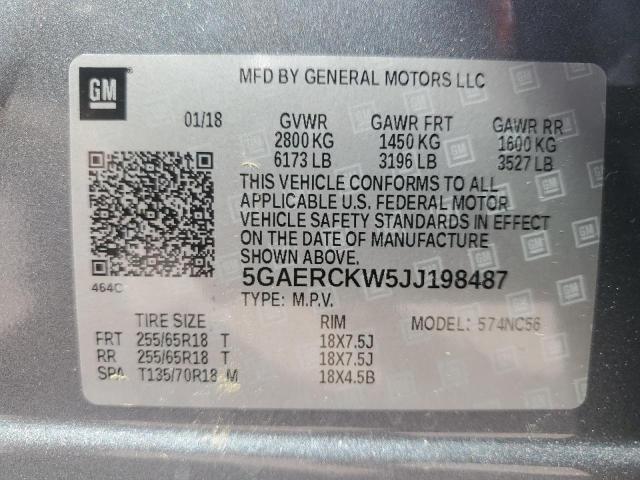 GM
MFD BY GENERAL MOTORS LLC
01/18 GVWR GAWR FRT GAWR RR
2800 KG 1450 KG 1600 KG
6173 LB 3196 LB 3527 LB
THIS VEHICLE CONFORMS TO ALL
APPLICABLE U.S. FEDERAL MOTOR
VEHICLE SAFETY STANDARDS IN EFFECT
ON THE DATE OF MANUFACTURE
SHOWN ABOVE.
464C
5GAERCKW5JJ198487
TYPE: M.P.V.
TIRE SIZE RIM MODEL: 574NC56
FRT 255/65R18 T 18X7.5J
RR 255/65R18 T 18X7.5J
SPA T135/70R18 M 18X4.5B